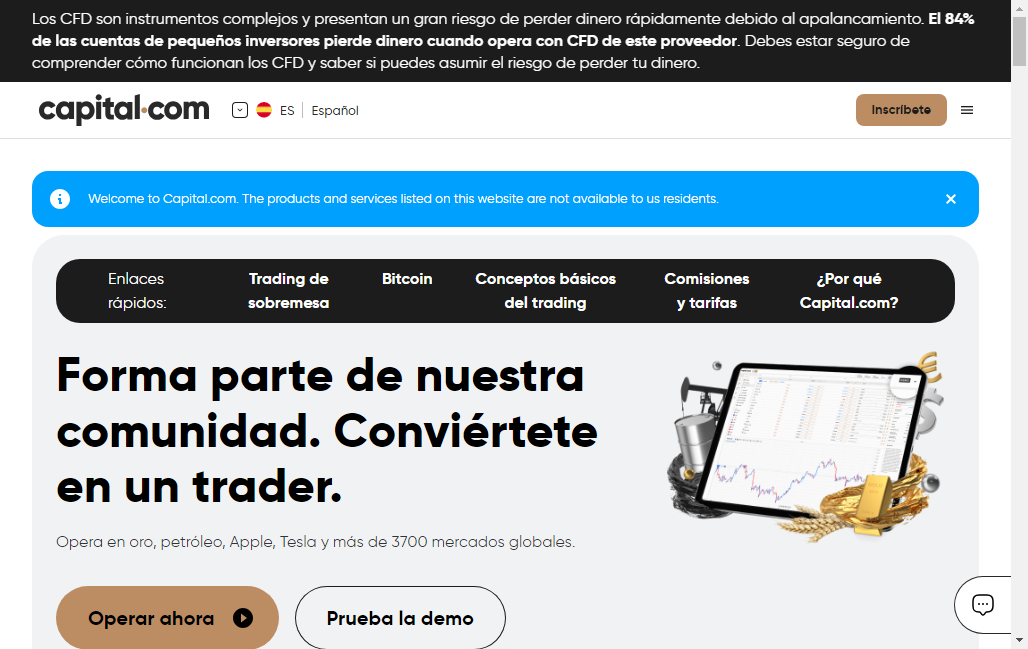 Los CFD son instrumentos complejos y presentan un gran riesgo de perder dinero rápidamente debido al apalancamiento. El 84%
de las cuentas de pequeños inversores pierde dinero cuando opera con CFD de este proveedor. Debes estar seguro de
comprender cómo funcionan los CFD y saber si puedes asumir el riesgo de perder tu dinero.
capital.com
ES
Español
Inscríbete
Welcome to Capital.com. The products and services listed on this website are not available to us residents.
Enlaces
rápidos:
Trading de
sobremesa
Bitcoin
Conceptos básicos
del trading
Comisiones
y tarifas
¿Por qué
Capital.com?
Forma parte de nuestra
comunidad. Conviértete
en un trader.
Opera en oro, petróleo, Apple, Tesla y más de 3700 mercados globales.
Operar ahora
Prueba la demo